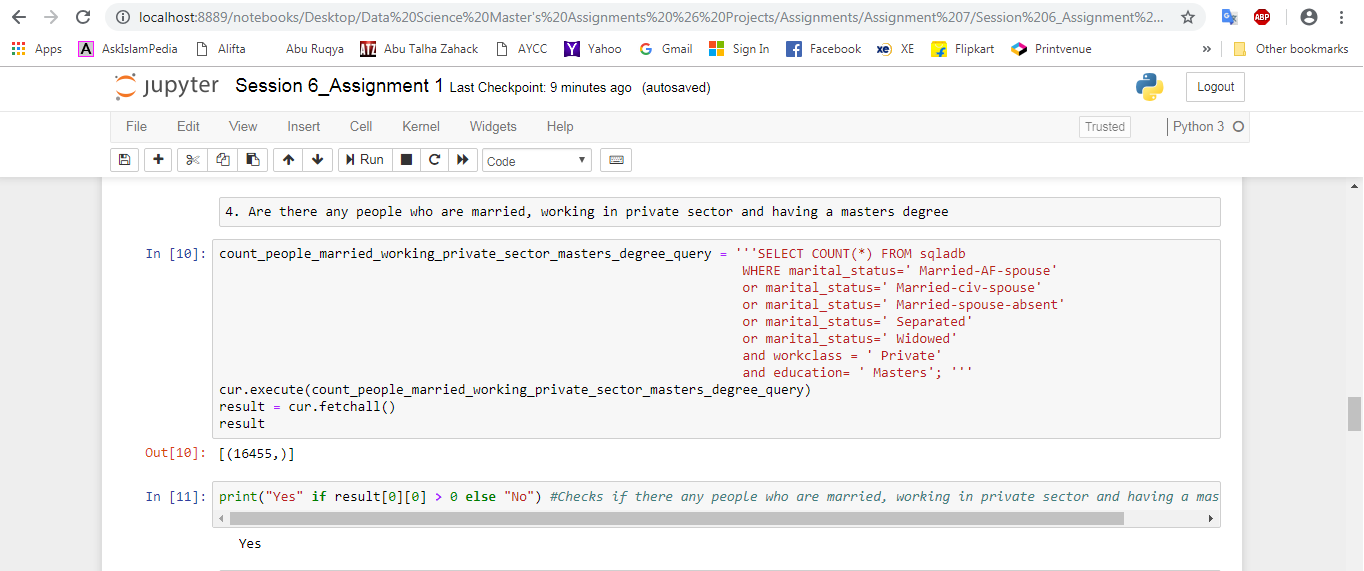 localhost:8889/notebooks/Desktop/Data%20Science%20Master's%20Assignments%20%26%20Projects/Assignments/Assignment%207/Session%206_Assignment%2...
ABP
Apps A AskIslamPedia Alifta Abu Ruqya ATZ Abu Talha Zahack AYCC Y Yahoo G Gmail Sign In f Facebook xe XE Flipkart Printvenue » Other bookmarks
jupyter Session 6_Assignment 1 Last Checkpoint: 9 minutes ago (autosaved) Logout
File Edit View Insert Cell Kernel Widgets Help Trusted Python 3
Run Code
4. Are there any people who are married, working in private sector and having a masters degree
In [10]: count_people_married_working_private_sector_masters_degree_query = '''SELECT COUNT(*) FROM sqladb
WHERE marital_status=' Married-AF-spouse'
or marital_status=' Married-civ-spouse'
or marital_status=' Married-spouse-absent'
or marital_status=' Separated'
or marital_status=' Widowed'
and workclass = ' Private'
and education= ' Masters'; '''
cur.execute(count_people_married_working_private_sector_masters_degree_query)
result = cur.fetchall()
result
Out[10]: [(16455,)]
In [11]: print("Yes" if result[0][0] > 0 else "No") #Checks if there any people who are married, working in private sector and having a mas
Yes